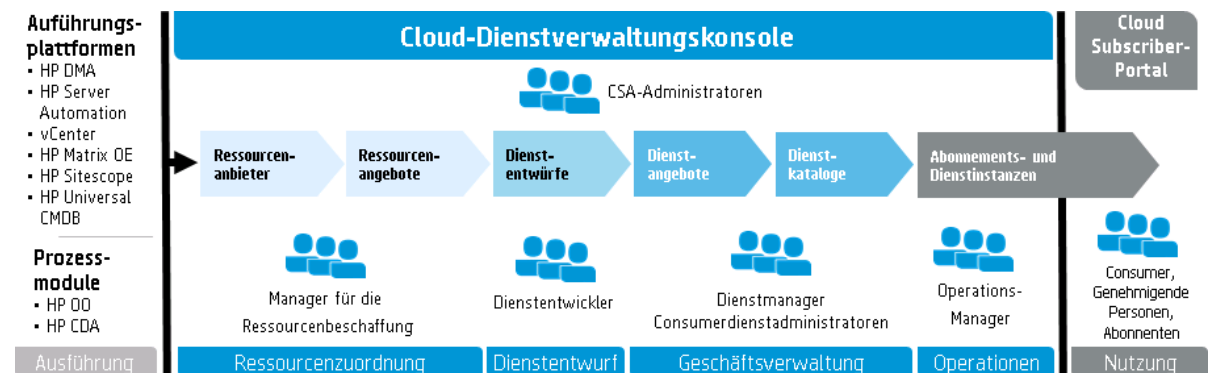 Auführungs-
plattformen
▪ HP DMA
▪ HP Server
Automation
▪ vCenter
▪ HP Matrix OE
▪ HP Sitescope
▪ HP Universal
CMDB
Prozess-
module
▪ HP OO
▪ HP CDA
Ausführung
Cloud-Dienstverwaltungskonsole
CSA-Administratoren
Ressourcen-
anbieter
Ressourcen-
angebote
Dienst-
entwürfe
Dienst-
angebote
Dienst-
kataloge
Abonnements- und
Dienstinstanzen
Manager für die
Ressourcenbeschaffung
Dienstentwickler
Dienstmanager
Consumerdienstadministratoren
Operations-
Manager
Ressourcenzuordnung
Dienstentwurf
Geschäftsverwaltung
Operationen
Cloud
Subscriber-
Portal
Consumer,
Genehmigende
Personen,
Abonnenten
Nutzung